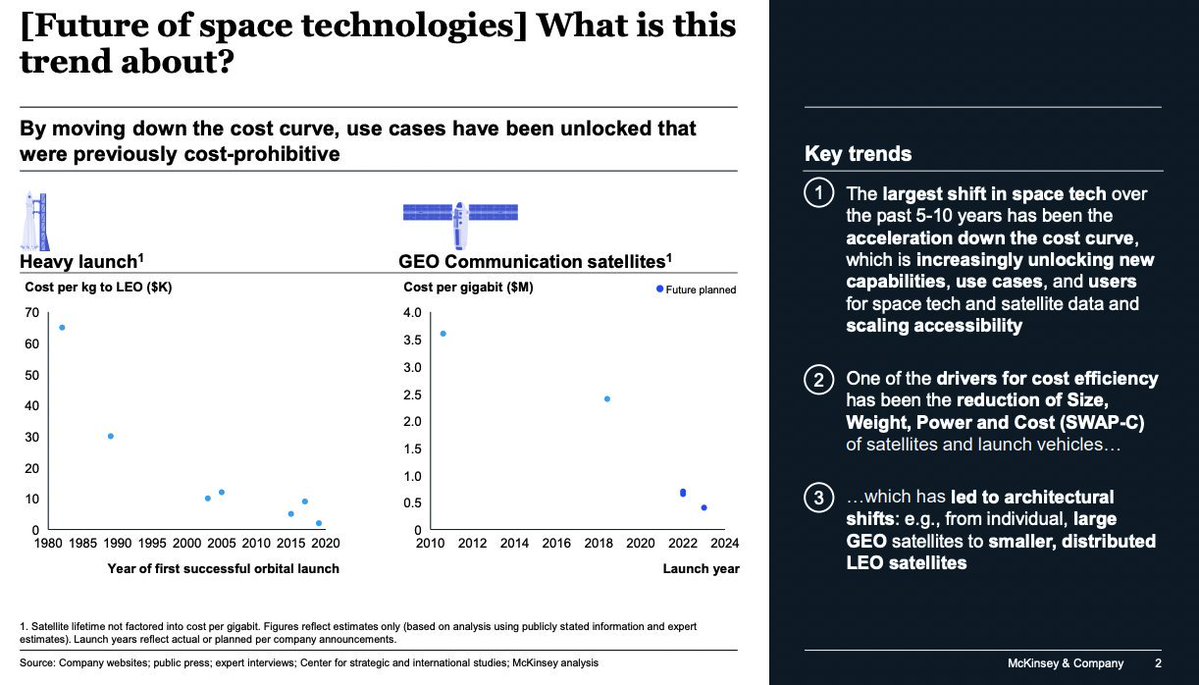 [Future of space technologies] What is this
trend about?
By moving down the cost curve, use cases have been unlocked that
were previously cost-prohibitive
Heavy launch1
Cost per kg to LEO ($K)
70
60
50
40
30
20
10
0
1980 1985 1990 1995 2000 2005 2010 2015 2020
Year of first successful orbital launch
GEO Communication satellites1
Cost per gigabit ($M)
Future planned
4.0
3.5
3.0
2.5
2.0
1.5
1.0
0.5
0
2010 2012 2014 2016 2018 2020 2022 2024
Launch year
1. Satellite lifetime not factored into cost per gigabit. Figures reflect estimates only (based on analysis using publicly stated information and expert
estimates). Launch years reflect actual or planned per company announcements.
Source: Company websites; public press; expert interviews; Center for strategic and international studies; McKinsey analysis
Key trends
1
The largest shift in space tech over
the past 5-10 years has been the
acceleration down the cost curve,
which is increasingly unlocking new
capabilities, use cases, and users
for space tech and satellite data and
scaling accessibility
2
One of the drivers for cost efficiency
has been the reduction of Size,
Weight, Power and Cost (SWAP-C)
of satellites and launch vehicles…
3
…which has led to architectural
shifts: e.g., from individual, large
GEO satellites to smaller, distributed
LEO satellites
McKinsey & Company 2